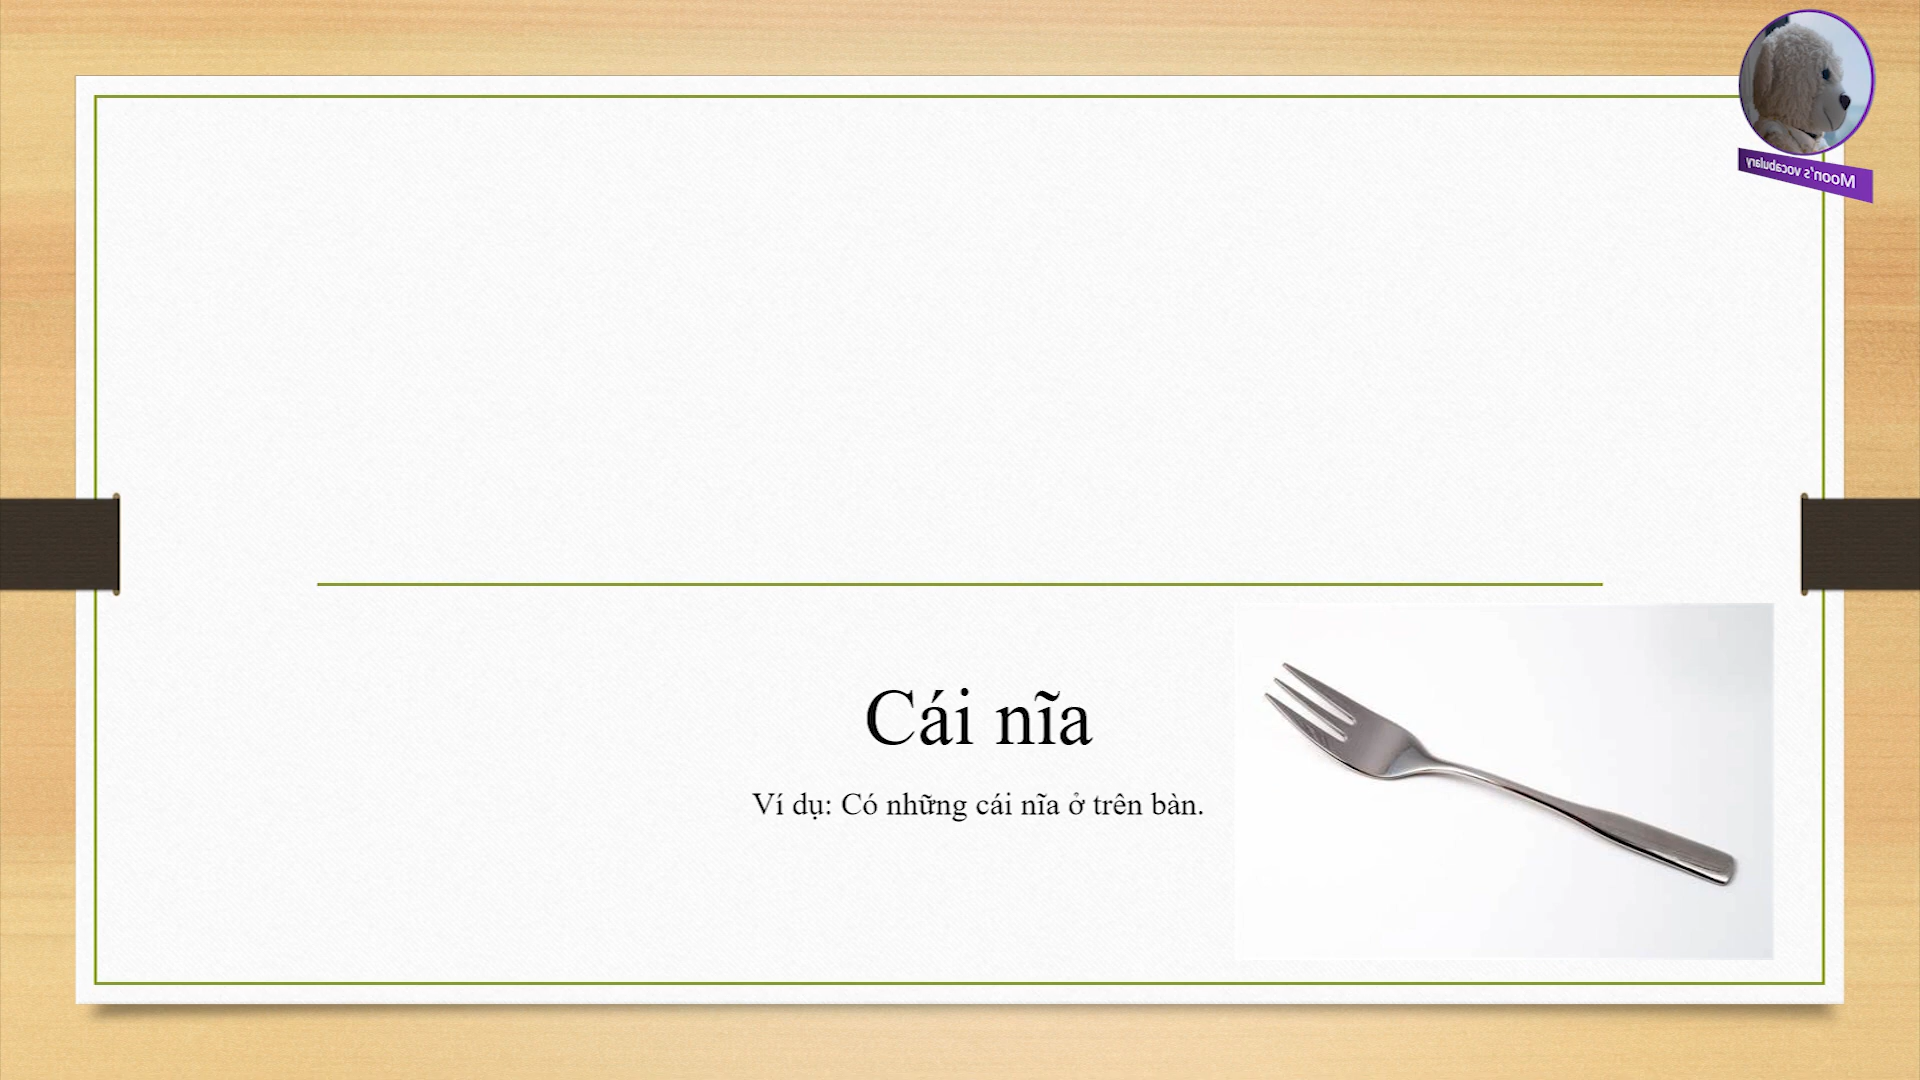 Moon's vocabulary
Cái nĩa
Ví dụ: Có những cái nĩa ở trên bàn.